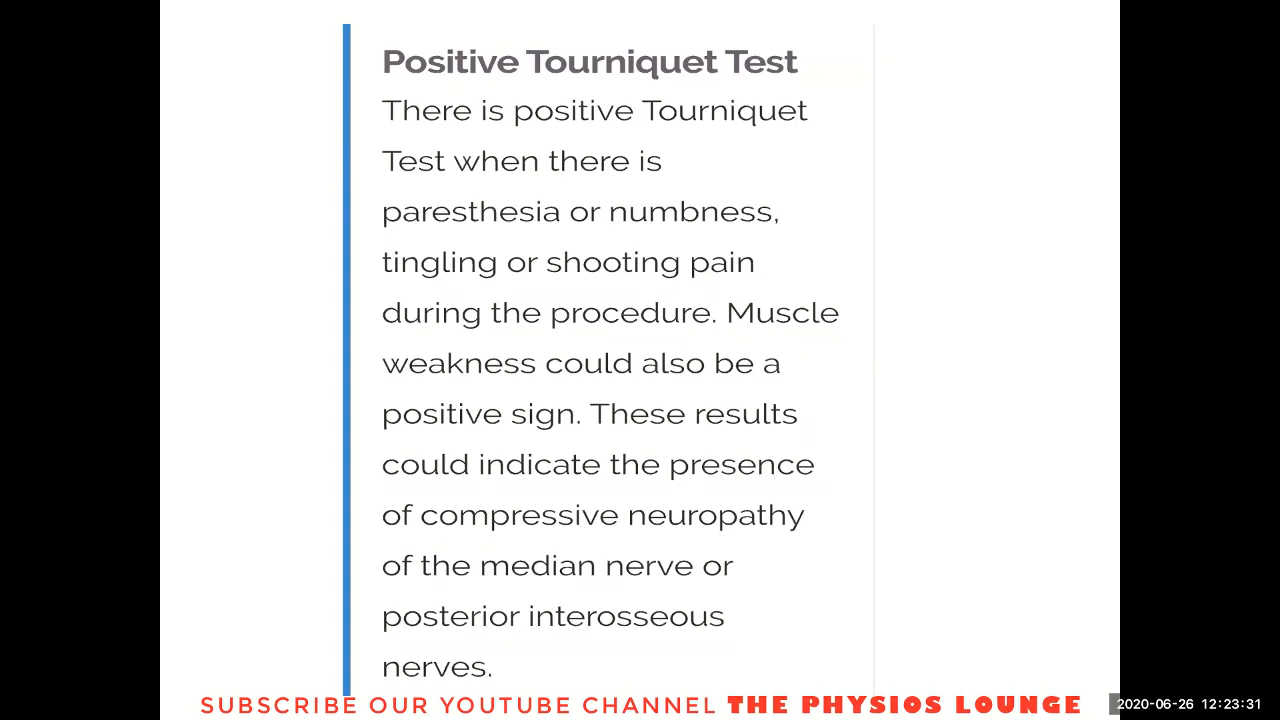 Positive Tourniquet Test
There is positive Tourniquet
Test when there is
paresthesia or numbness,
tingling or shooting pain
during the procedure. Muscle
weakness could also be a
positive sign. These results
could indicate the presence
of compressive neuropathy
of the median nerve or
posterior interosseous
nerves.
SUBSCRIBE OUR YOUTUBE CHANNEL THE PHYSIOS LOUNGE
2020-06-26 12:23:31